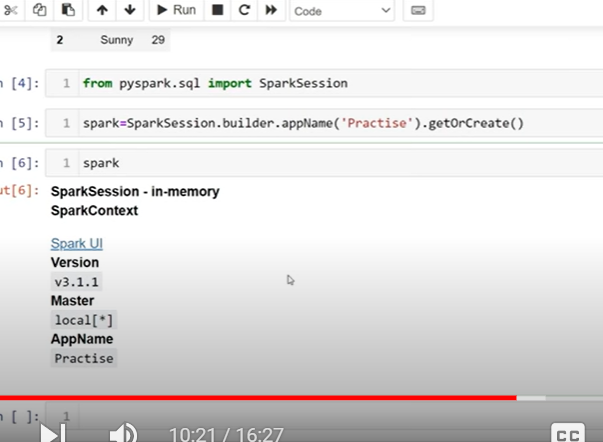 Run
Code
2 Sunny 29
[4]: 1 from pyspark.sql import SparkSession
[5]: 1 spark=SparkSession.builder.appName('Practise').getOrCreate()
[6]: 1 spark
ut[6]: SparkSession - in-memory
SparkContext
Spark UI
Version
v3.1.1
Master
local[*]
AppName
Practise
[ ]: 1
10:21 / 16:27
CC